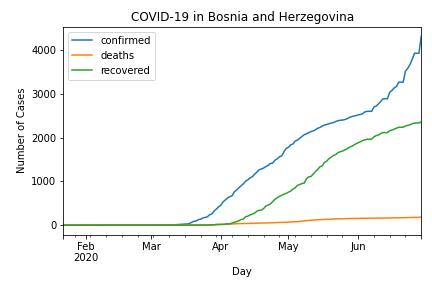 COVID-19 in Bosnia and Herzegovina
confirmed
deaths
recovered
Number of Cases
4000
3000
2000
1000
0
Feb
2020
Mar
Apr
May
Jun
Day